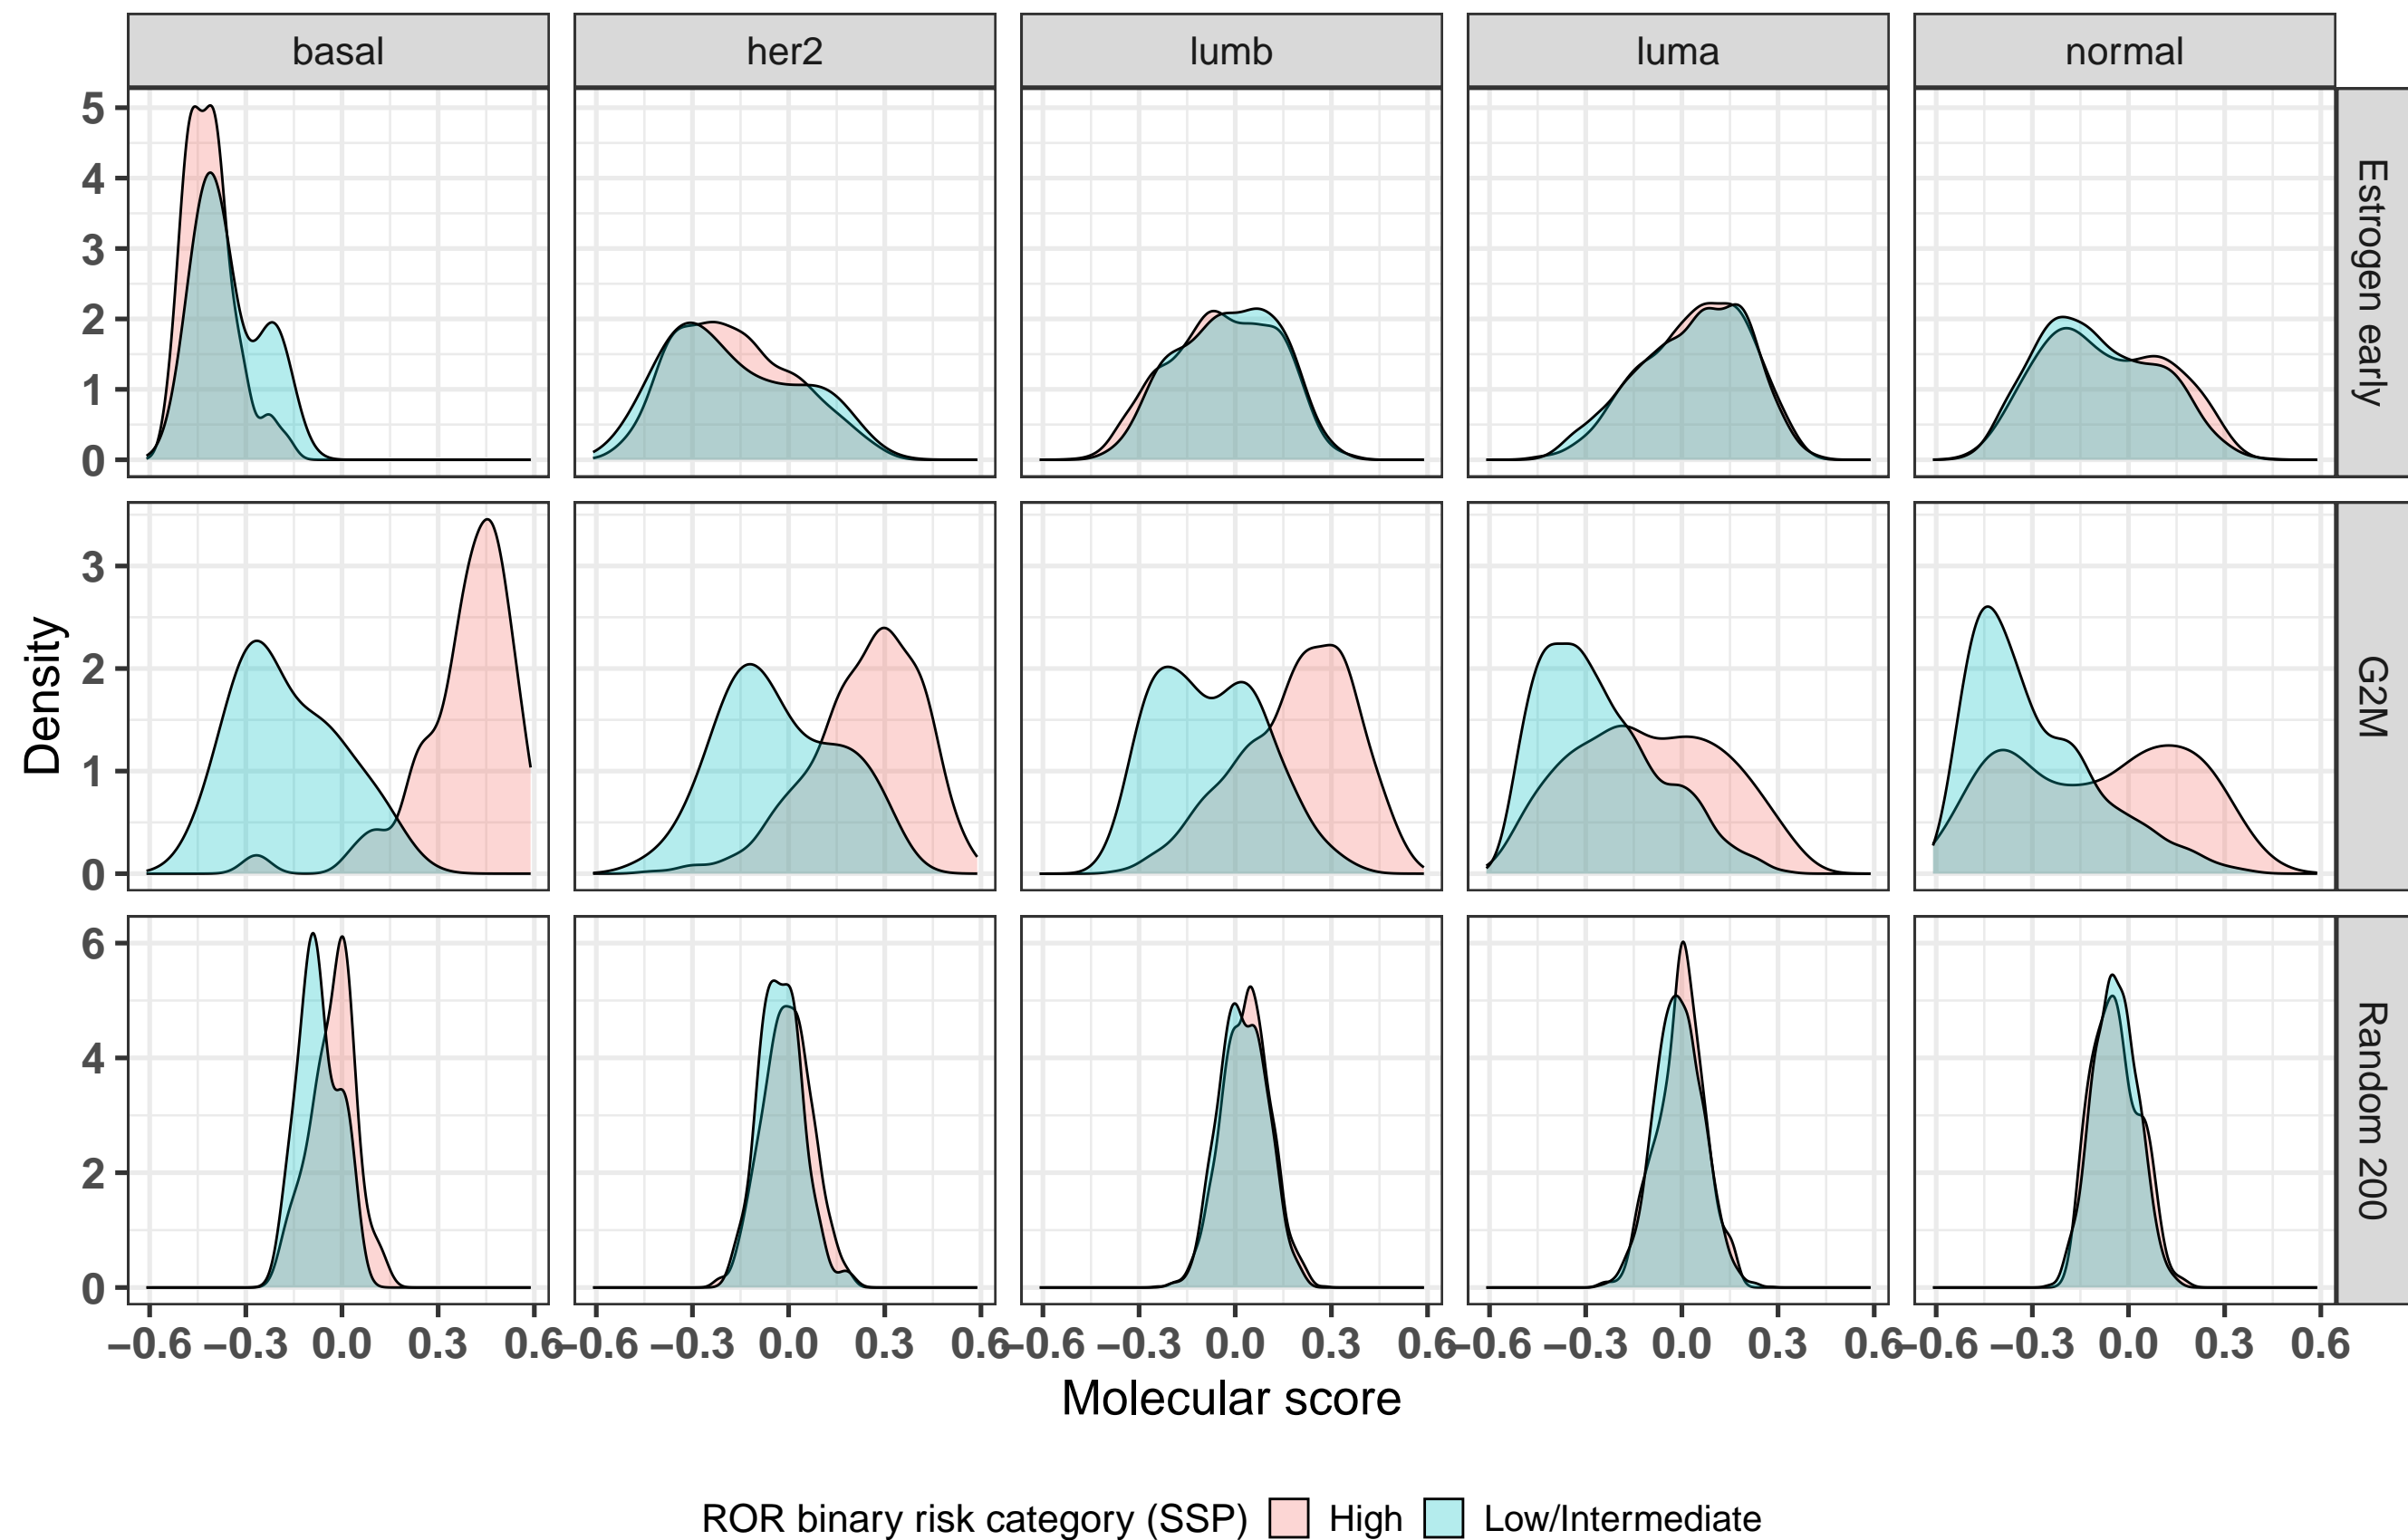 basal her2 lumb luma normal
5
4
3
2
1
0
Estrogen early
3
2
1
0
G2M
Density
6
4
2
0
Random 200
−0.6 −0.3 0.0 0.3 0.6 −0.6 −0.3 0.0 0.3 0.6 −0.6 −0.3 0.0 0.3 0.6 −0.6 −0.3 0.0 0.3 0.6 −0.6 −0.3 0.0 0.3 0.6
Molecular score
ROR binary risk category (SSP) High Low/Intermediate